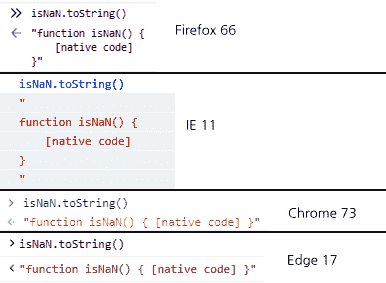 isNaN.toString()
"function isNaN() {
    [native code]
}"
Firefox 66
isNaN.toString()
"
function isNaN() {
    [native code]
}
"
IE 11
isNaN.toString()
"function isNaN() { [native code] }"
Chrome 73
isNaN.toString()
"function isNaN() { [native code] }"
Edge 17